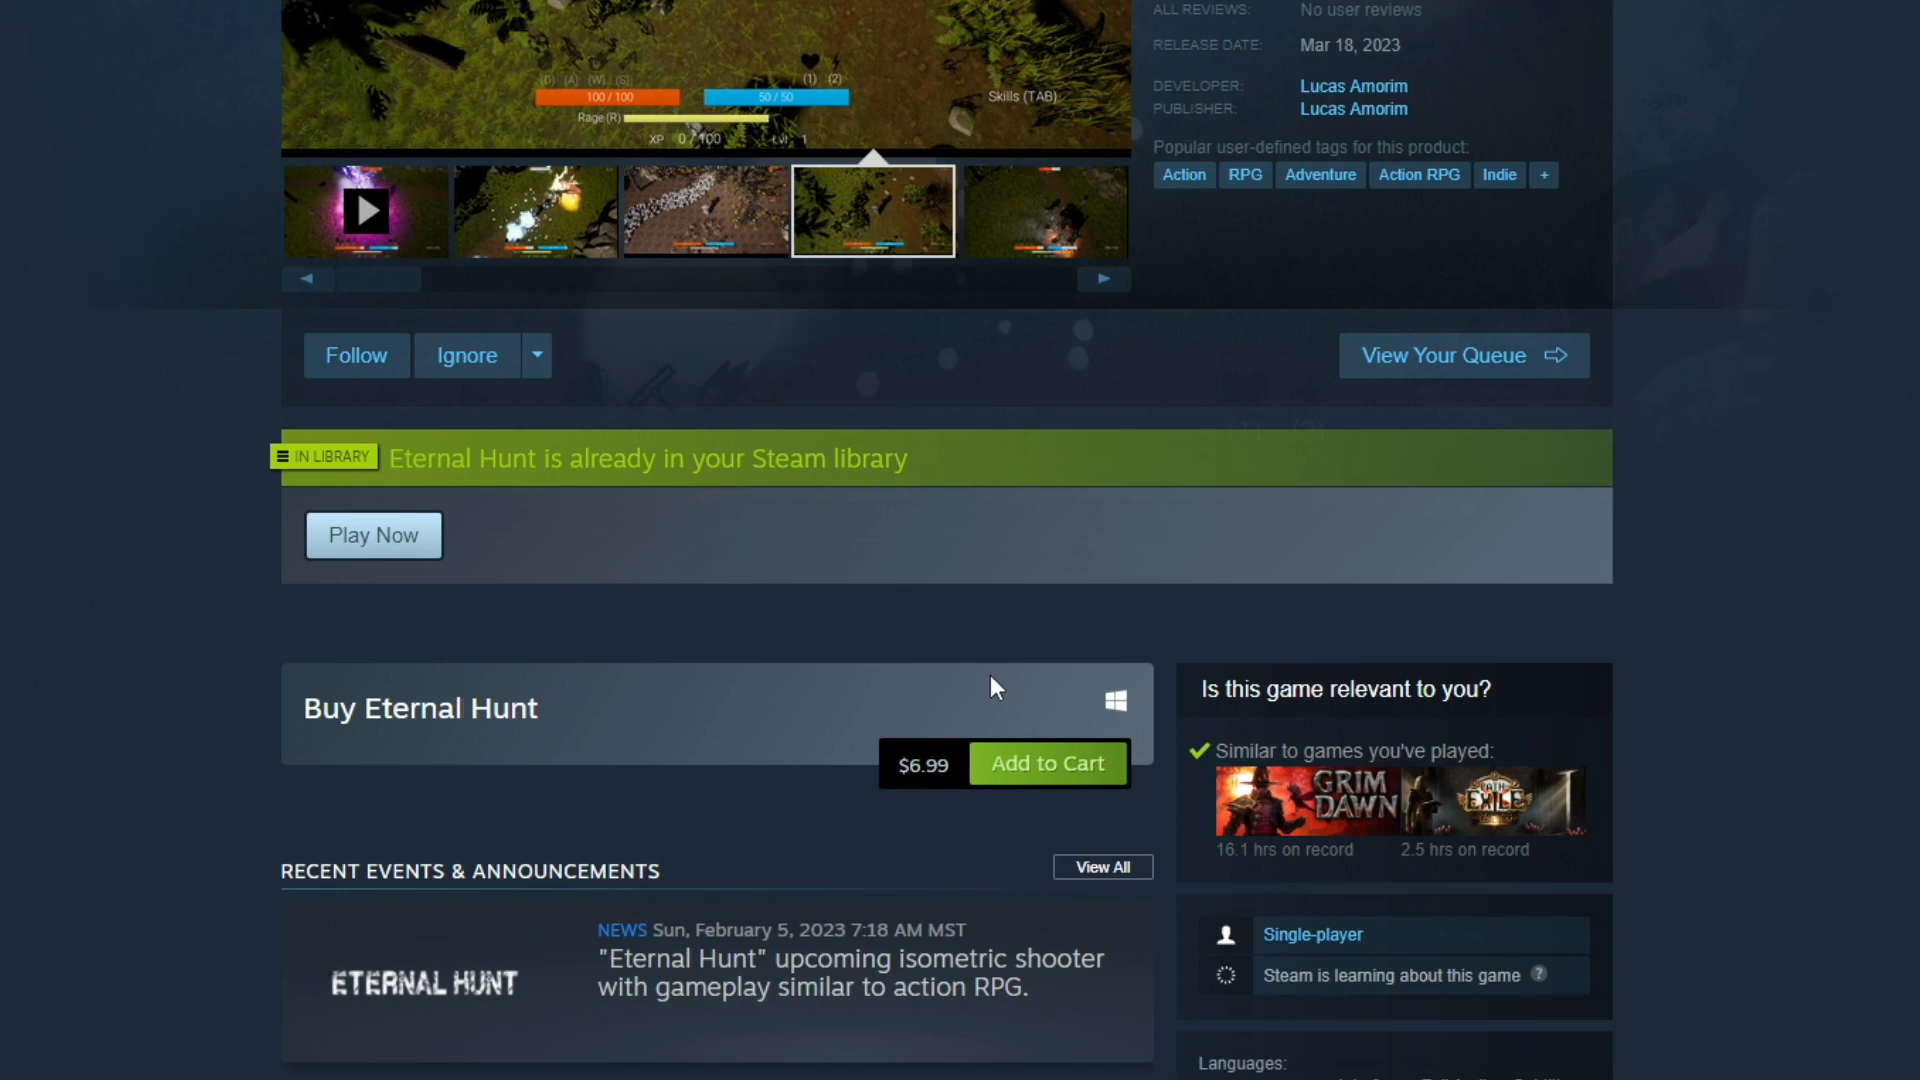 ALL REVIEWS: No user reviews
RELEASE DATE: Mar 18, 2023
DEVELOPER: Lucas Amorim
PUBLISHER: Lucas Amorim
Popular user-defined tags for this product:
Action RPG Adventure Action RPG Indie +
(D) (A) (W) (S) (1) (2)
100 / 100 50 / 50 Skills (TAB)
Rage (R)
XP 0 / 100 Lvl 1
Follow Ignore View Your Queue
IN LIBRARY Eternal Hunt is already in your Steam library
Play Now
Buy Eternal Hunt
$6.99 Add to Cart
Is this game relevant to you?
Similar to games you've played:
GRIM DAWN
PATH EXILE
16.1 hrs on record 2.5 hrs on record
RECENT EVENTS & ANNOUNCEMENTS View All
NEWS Sun, February 5, 2023 7:18 AM MST
"Eternal Hunt" upcoming isometric shooter
with gameplay similar to action RPG.
ETERNAL HUNT
Single-player
Steam is learning about this game ?
Languages: